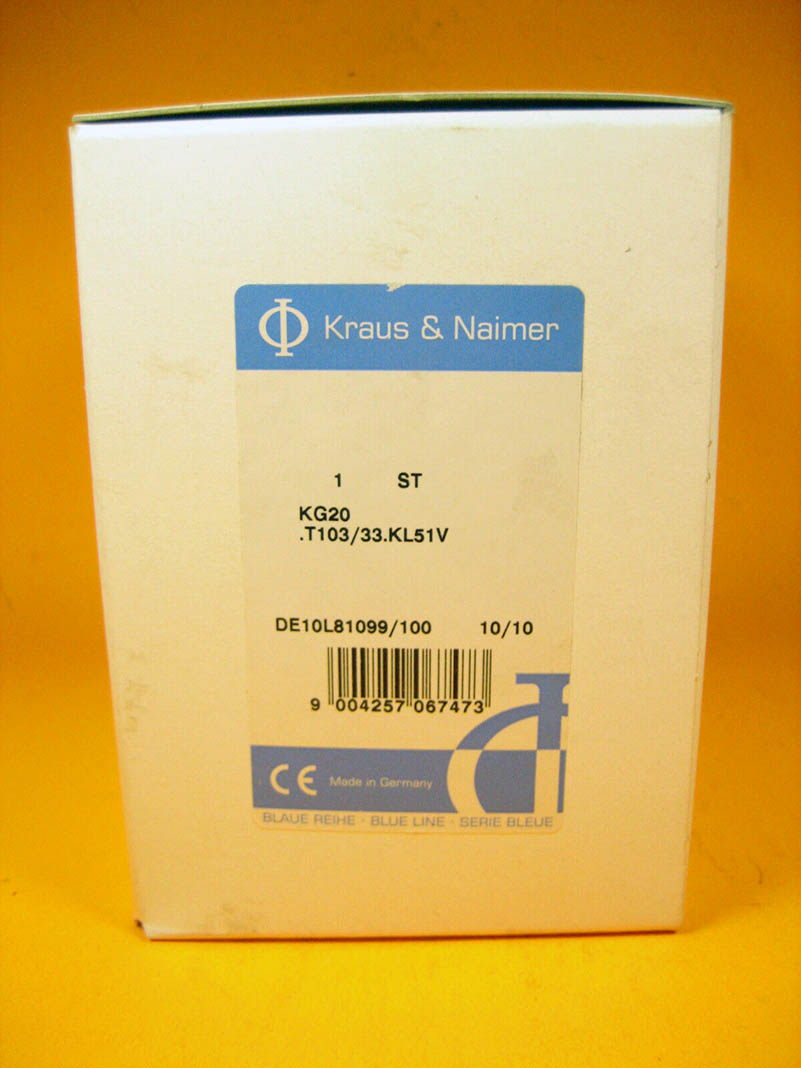 Kraus & Naimer
1 ST
KG20
.T103/33.KL51V
DE10L81099/100 10/10
9 004257 067473
CE Made in Germany
BLAUE REIHE · BLUE LINE · SERIE BLEUE